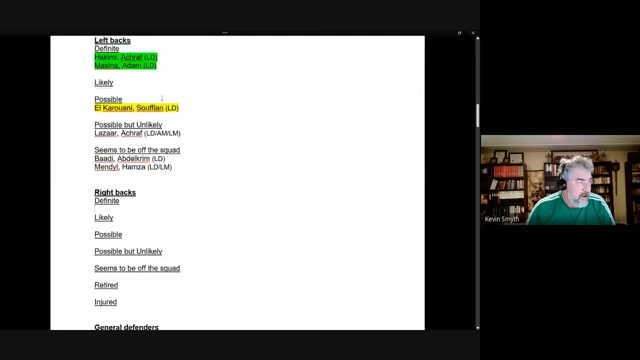 Left backs
Definite
Hakimi, Achraf (LD)
Masina, Adam (LD)
Likely
Possible
El Karouani, Souffian (LD)
Possible but Unlikely
Lazaar, Achraf (LD/AM/LM)
Seems to be off the squad
Baadi, Abdelkrim (LD)
Mendyl, Hamza (LD/LM)
Right backs
Definite
Likely
Possible
Possible but Unlikely
Seems to be off the squad
Retired
Injured
General defenders
Kevin Smyth